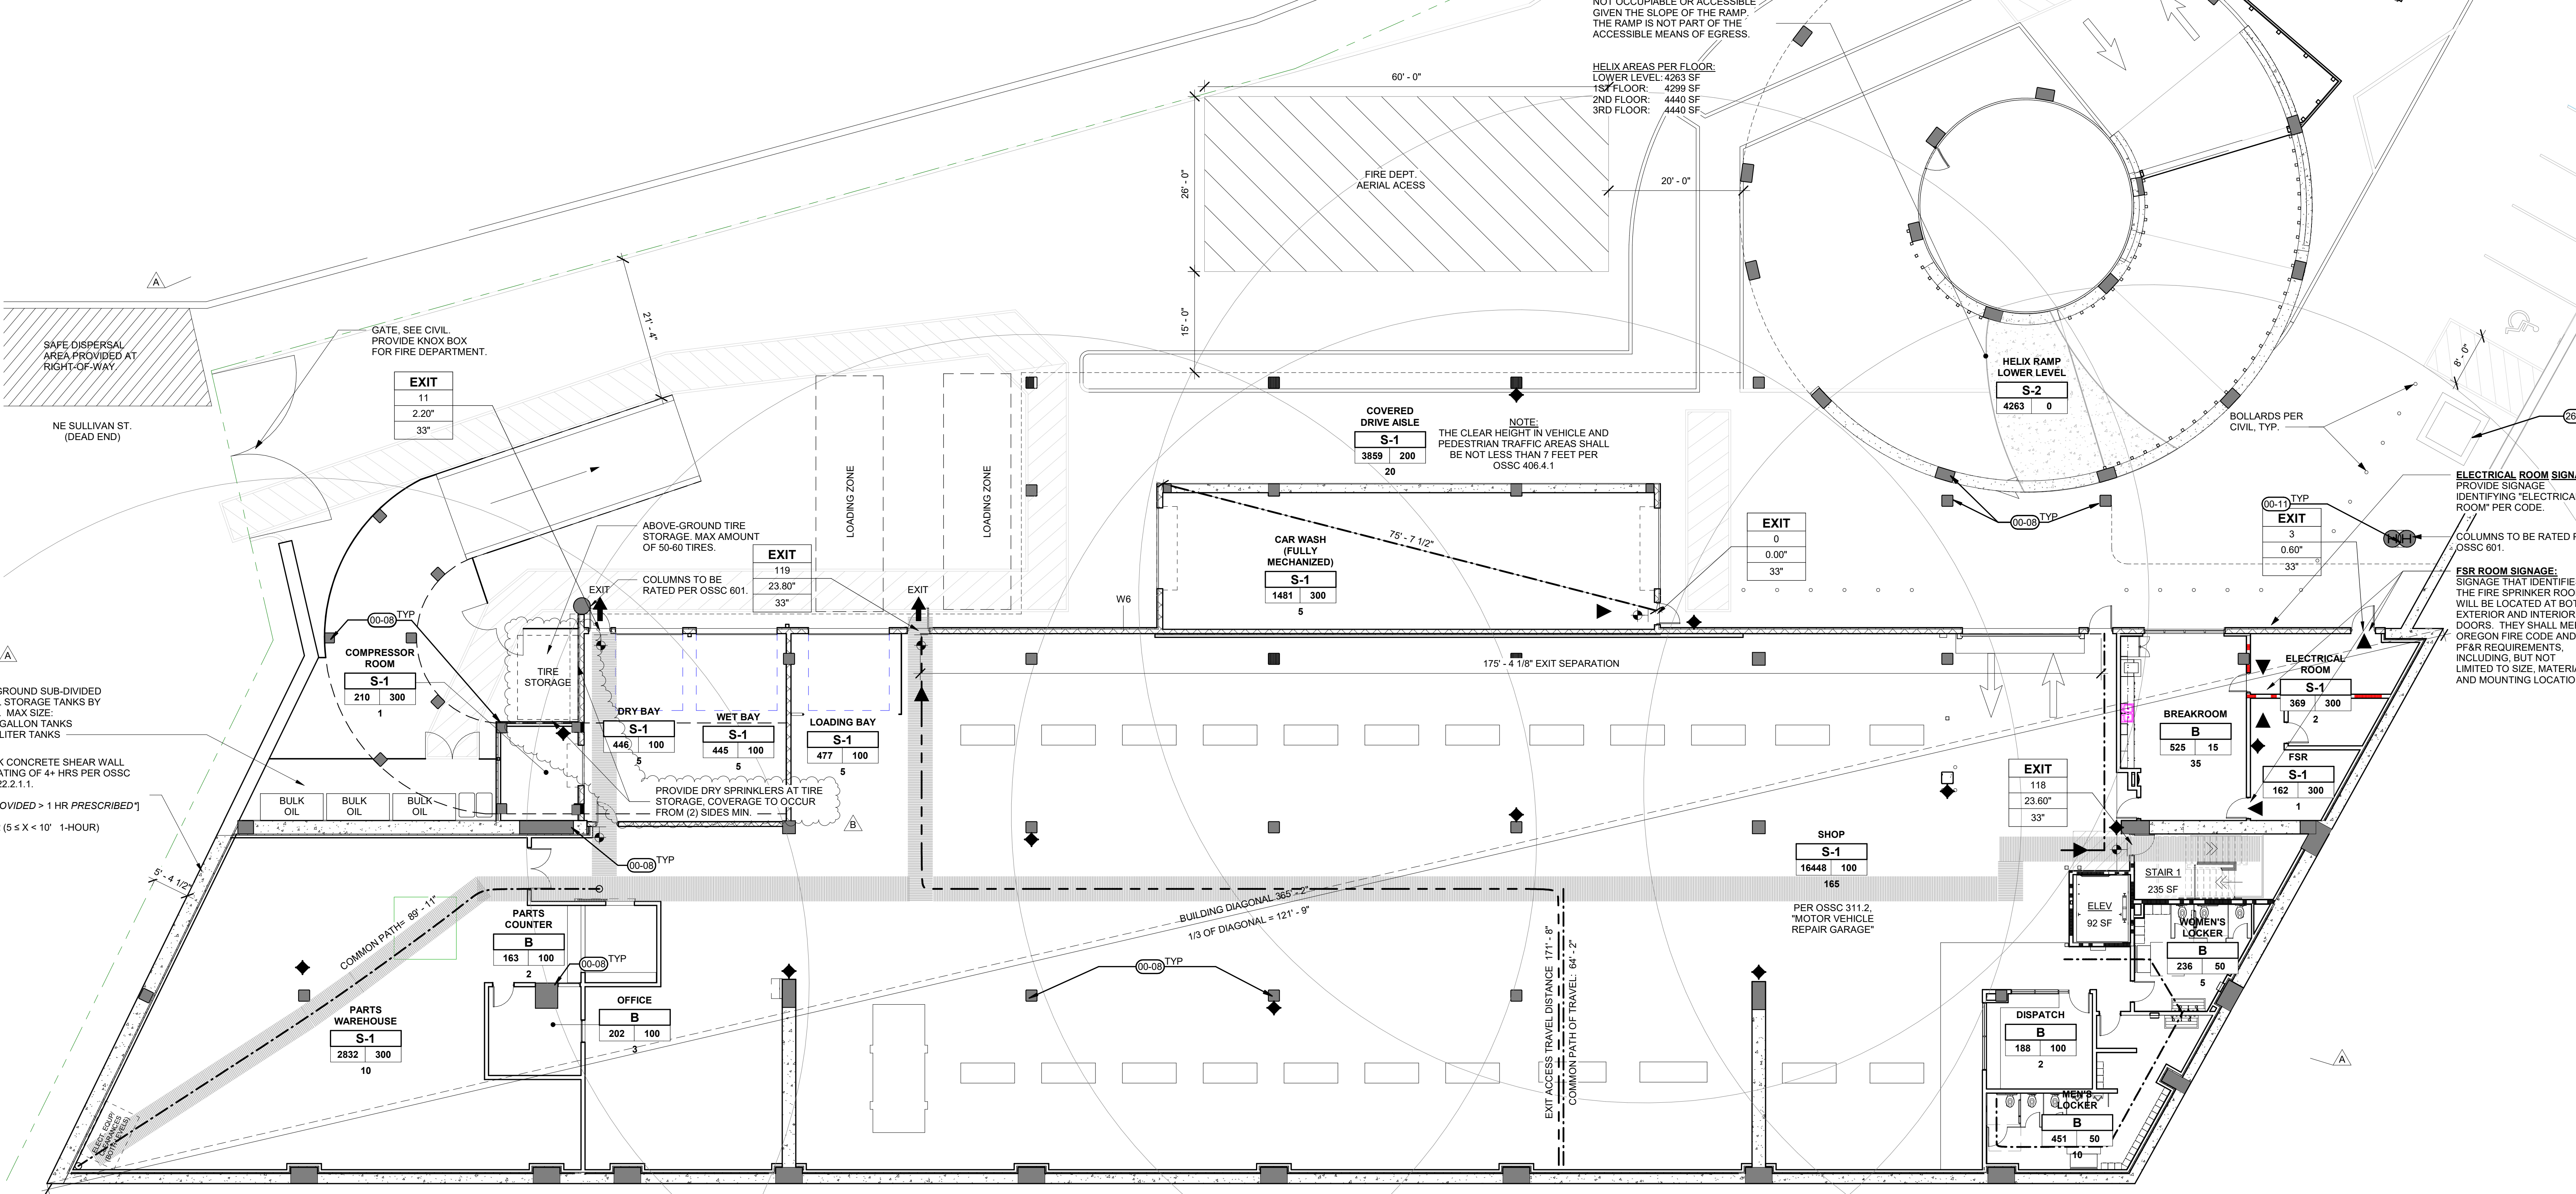 NOT OCCUPIABLE OR ACCESSIBLE
GIVEN THE SLOPE OF THE RAMP.
THE RAMP IS NOT PART OF THE
ACCESSIBLE MEANS OF EGRESS.
HELIX AREAS PER FLOOR:
LOWER LEVEL: 4263 SF
1ST FLOOR: 4299 SF
2ND FLOOR: 4440 SF
3RD FLOOR: 4440 SF
60' - 0"
26' - 0"
FIRE DEPT.
AERIAL ACESS
20' - 0"
15' - 0"
A
SAFE DISPERSAL
AREA PROVIDED AT
RIGHT-OF-WAY.
NE SULLIVAN ST.
(DEAD END)
GATE, SEE CIVIL.
PROVIDE KNOX BOX
FOR FIRE DEPARTMENT.
EXIT
11
2.20"
33"
21' - 4"
LOADING ZONE
LOADING ZONE
COVERED
DRIVE AISLE
S-1
3859 200
20
NOTE:
THE CLEAR HEIGHT IN VEHICLE AND
PEDESTRIAN TRAFFIC AREAS SHALL
BE NOT LESS THAN 7 FEET PER
OSSC 406.4.1
HELIX RAMP
LOWER LEVEL
S-2
4263 0
8' - 0"
BOLLARDS PER
CIVIL, TYP.
26
ELECTRICAL ROOM SIGNA
PROVIDE SIGNAGE
IDENTIFYING "ELECTRICA
ROOM" PER CODE.
00-11 TYP
EXIT
3
0.60"
33"
COLUMNS TO BE RATED P
OSSC 601.
FSR ROOM SIGNAGE:
SIGNAGE THAT IDENTIFIE
THE FIRE SPRINKER ROO
WILL BE LOCATED AT BOT
EXTERIOR AND INTERIOR
DOORS. THEY SHALL MEE
OREGON FIRE CODE AND
PF&R REQUIREMENTS,
INCLUDING, BUT NOT
LIMITED TO SIZE, MATERIA
AND MOUNTING LOCATIO
00-08 TYP
ABOVE-GROUND TIRE
STORAGE. MAX AMOUNT
OF 50-60 TIRES.
COLUMNS TO BE
RATED PER OSSC 601.
EXIT
119
23.80"
33"
EXIT
EXIT
W6
CAR WASH
(FULLY
MECHANIZED)
S-1
1481 300
5
75' - 7 1/2"
EXIT
0
0.00"
33"
00-08 TYP
A
COMPRESSOR
ROOM
S-1
210 300
1
TIRE
STORAGE
GROUND SUB-DIVIDED
STORAGE TANKS BY
MAX SIZE:
GALLON TANKS
LITER TANKS
CONCRETE SHEAR WALL
ATING OF 4+ HRS PER OSSC
22.2.1.1.
OVIDED > 1 HR PRESCRIBED*]
(5 ≤ X < 10' 1-HOUR)
BULK
OIL
BULK
OIL
BULK
OIL
DRY BAY
S-1
446 100
5
WET BAY
S-1
445 100
5
LOADING BAY
S-1
477 100
5
PROVIDE DRY SPRINKLERS AT TIRE
STORAGE, COVERAGE TO OCCUR
FROM (2) SIDES MIN.
B
175' - 4 1/8" EXIT SEPARATION
BREAKROOM
B
525 15
35
ELECTRICAL
ROOM
S-1
369 300
2
FSR
S-1
162 300
1
EXIT
118
23.60"
33"
SHOP
S-1
16448 100
165
PER OSSC 311.2,
"MOTOR VEHICLE
REPAIR GARAGE"
STAIR 1
235 SF
ELEV
92 SF
WOMEN'S
LOCKER
B
236 50
5
00-08 TYP
5' - 4 1/2"
COMMON PATH= 89' - 11"
PARTS
COUNTER
B
163 100
2
00-08 TYP
BUILDING DIAGONAL 365' - 2"
1/3 OF DIAGONAL = 121' - 9"
00-08 TYP
EXIT ACCESS TRAVEL DISTANCE 171' - 8"
COMMON PATH OF TRAVEL: 64' - 2"
OFFICE
B
202 100
3
PARTS
WAREHOUSE
S-1
2832 300
10
DISPATCH
B
188 100
2
A
MEN'S
LOCKER
B
451 50
10
ELECT. EQUIP/
CLEARANCES
(BOTH LEVELS)